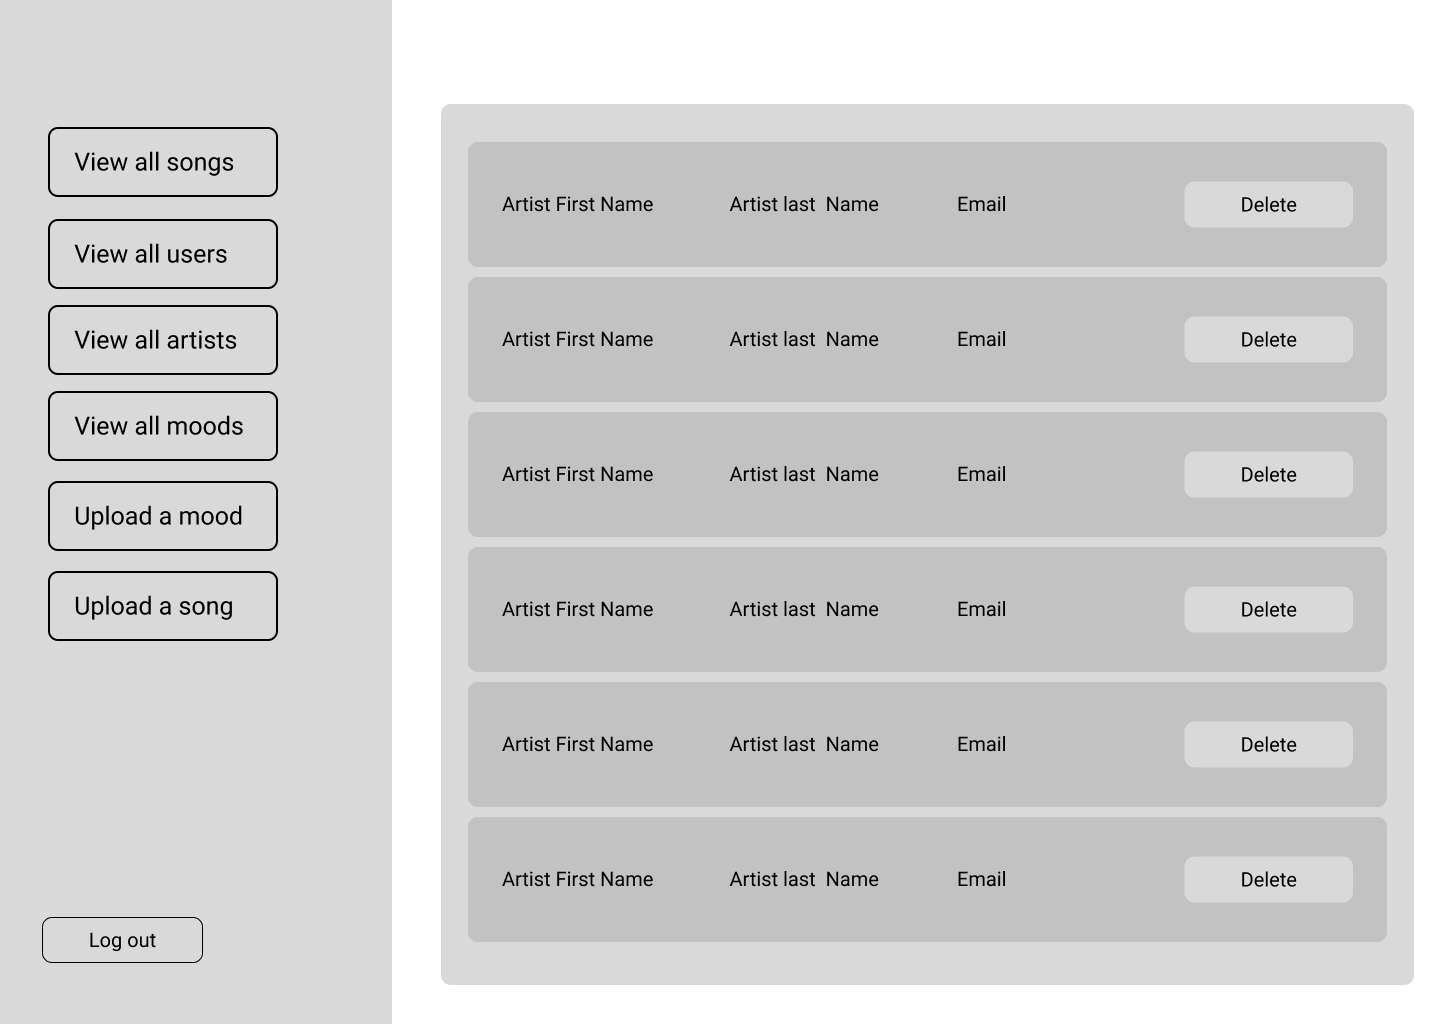 View all songs
View all users
View all artists
View all moods
Upload a mood
Upload a song
Log out
Artist First Name Artist last  Name Email Delete
Artist First Name Artist last  Name Email Delete
Artist First Name Artist last  Name Email Delete
Artist First Name Artist last  Name Email Delete
Artist First Name Artist last  Name Email Delete
Artist First Name Artist last  Name Email Delete